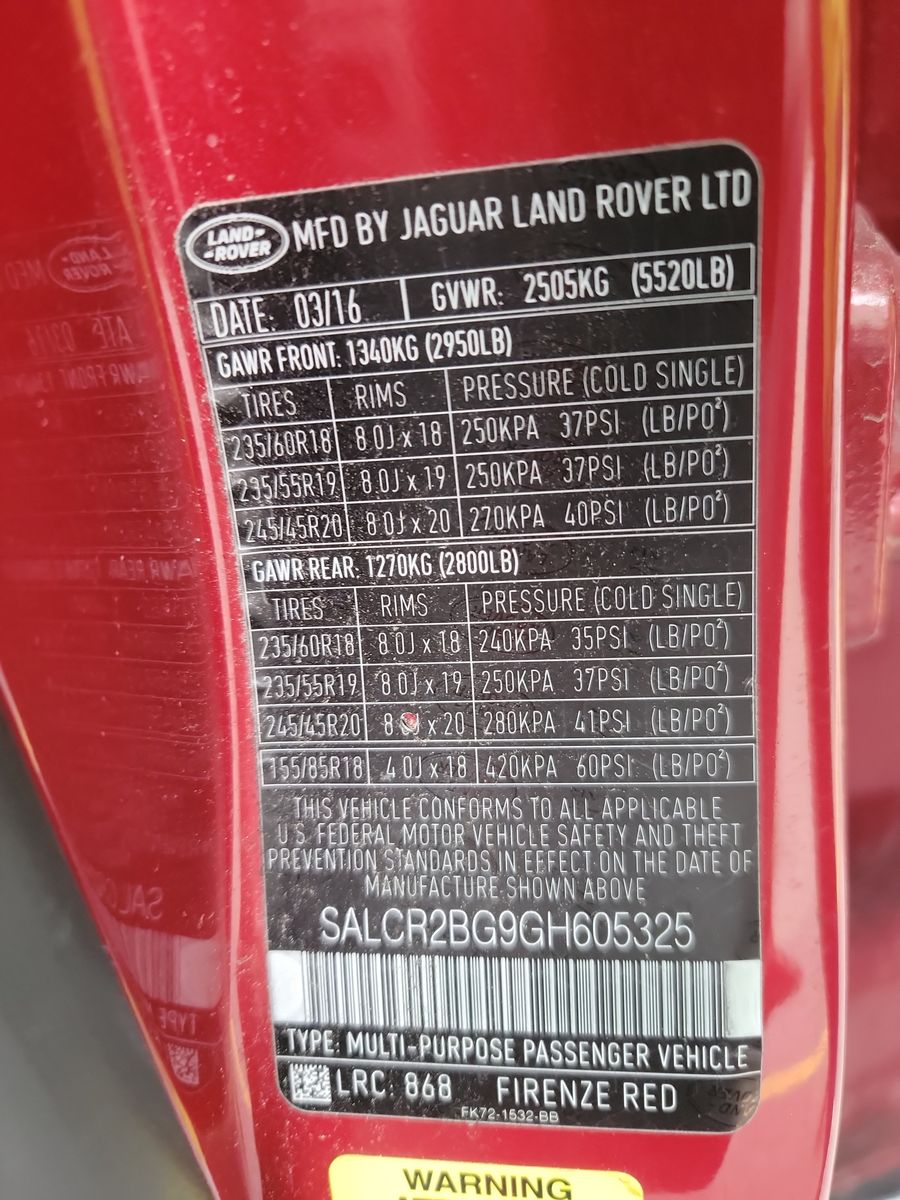 LAND-
-ROVER
MFD BY JAGUAR LAND ROVER LTD
DATE: 03/16 GVWR: 2505KG (5520LB)
GAWR FRONT: 1340KG (2950LB)
TIRES RIMS PRESSURE (COLD SINGLE)
235/60R18 8.0J x 18 250KPA 37PSI (LB/PO²)
235/55R19 8.0J x 19 250KPA 37PSI (LB/PO²)
245/45R20 8.0J x 20 270KPA 40PSI (LB/PO²)
GAWR REAR: 1270KG (2800LB)
TIRES RIMS PRESSURE (COLD SINGLE)
235/60R18 8.0J x 18 240KPA 35PSI (LB/PO²)
235/55R19 8.0J x 19 250KPA 37PSI (LB/PO²)
245/45R20 8.0J x 20 280KPA 41PSI (LB/PO²)
155/85R18 4.0J x 18 420KPA 60PSI (LB/PO²)
THIS VEHICLE CONFORMS TO ALL APPLICABLE
U.S. FEDERAL MOTOR VEHICLE SAFETY AND THEFT
PREVENTION STANDARDS IN EFFECT ON THE DATE OF
MANUFACTURE SHOWN ABOVE
SALCR2BG9GH605325
TYPE: MULTI-PURPOSE PASSENGER VEHICLE
LRC: 868 FIRENZE RED
FK72-1532-BB
WARNING